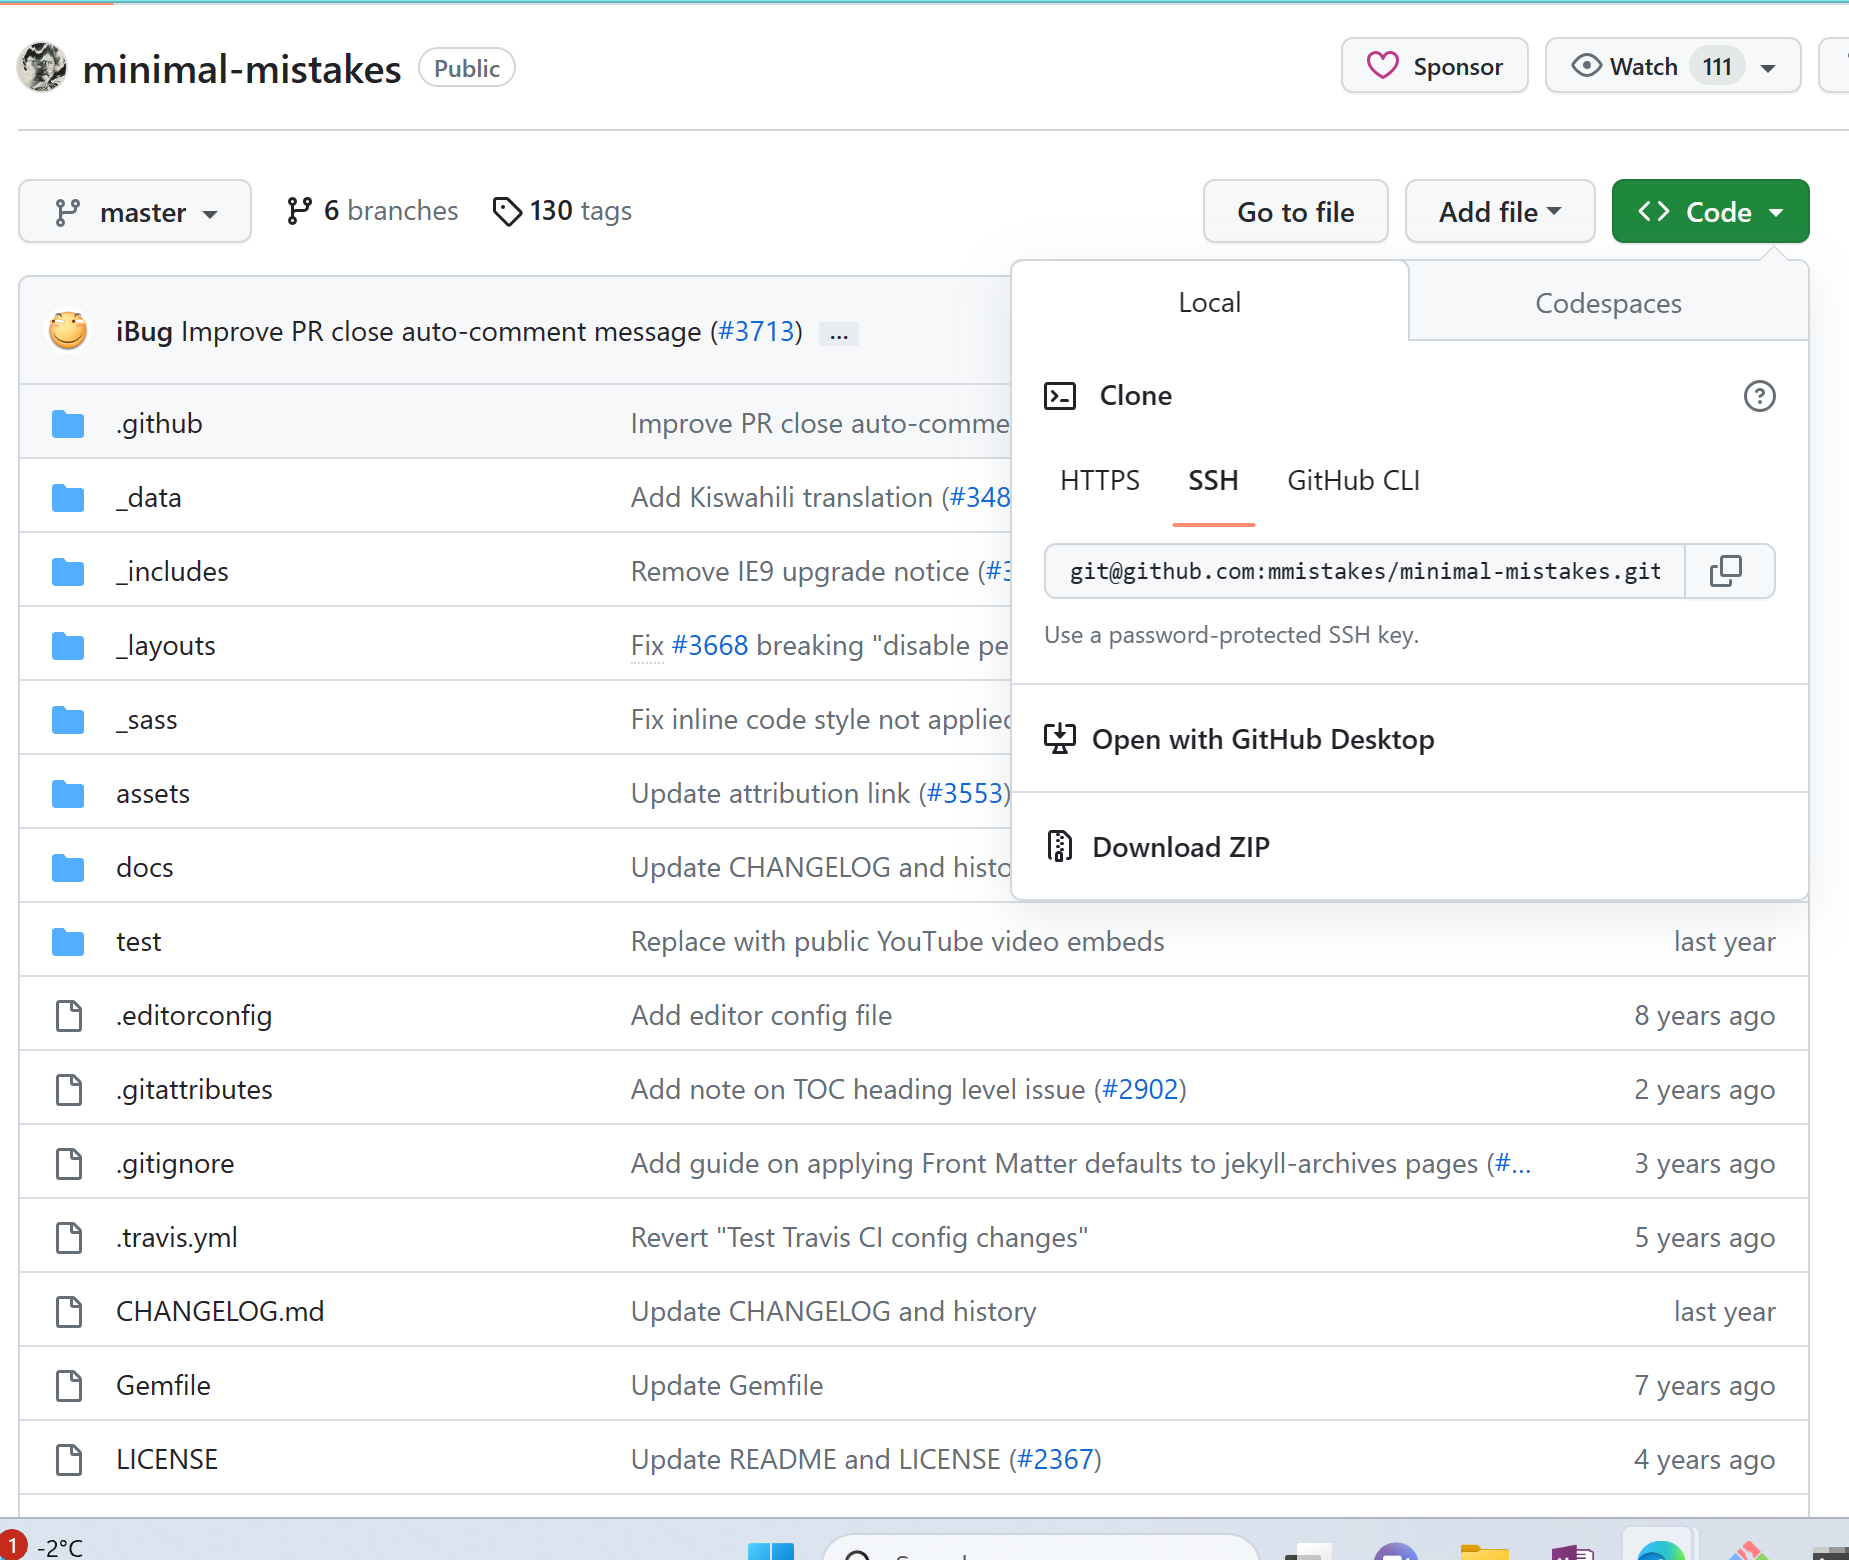 minimal-mistakes Public Sponsor Watch 111
master 6 branches 130 tags Go to file Add file Code
Local Codespaces
iBug Improve PR close auto-comment message (#3713) ...
Clone
.github Improve PR close auto-comme
HTTPS SSH GitHub CLI
_data Add Kiswahili translation (#348
git@github.com:mmistakes/minimal-mistakes.git
_includes Remove IE9 upgrade notice (#3
Use a password-protected SSH key.
_layouts Fix #3668 breaking "disable pe
_sass Fix inline code style not applied
Open with GitHub Desktop
assets Update attribution link (#3553)
Download ZIP
docs Update CHANGELOG and histo
test Replace with public YouTube video embeds last year
.editorconfig Add editor config file 8 years ago
.gitattributes Add note on TOC heading level issue (#2902) 2 years ago
.gitignore Add guide on applying Front Matter defaults to jekyll-archives pages (#... 3 years ago
.travis.yml Revert "Test Travis CI config changes" 5 years ago
CHANGELOG.md Update CHANGELOG and history last year
Gemfile Update Gemfile 7 years ago
LICENSE Update README and LICENSE (#2367) 4 years ago
1 -2°C